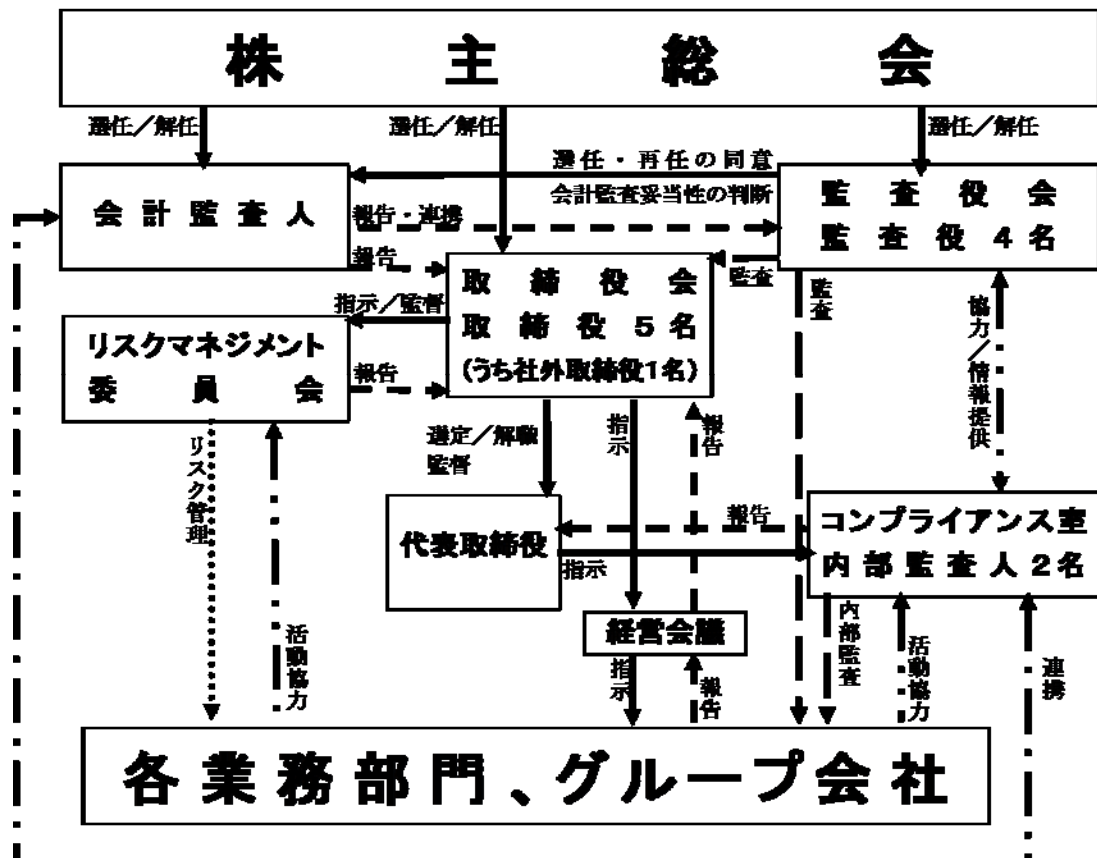 株主総会
選任／解任
選任／解任
選任／解任
選任・再任の同意
会計監査妥当性の判断
会計監査人
監査役会
監査役4名
報告・連携
報告
監査
監査
取締役会
取締役5名
(うち社外取締役1名)
指示／監督
協力／情報提供
リスクマネジメント
委員会
報告
リスク管理
選定／解職
監督
指示
報告
代表取締役
報告
指示
コンプライアンス室
内部監査人2名
経営会議
活動協力
指示
報告
内部監査
活動協力
連携
各業務部門、グループ会社